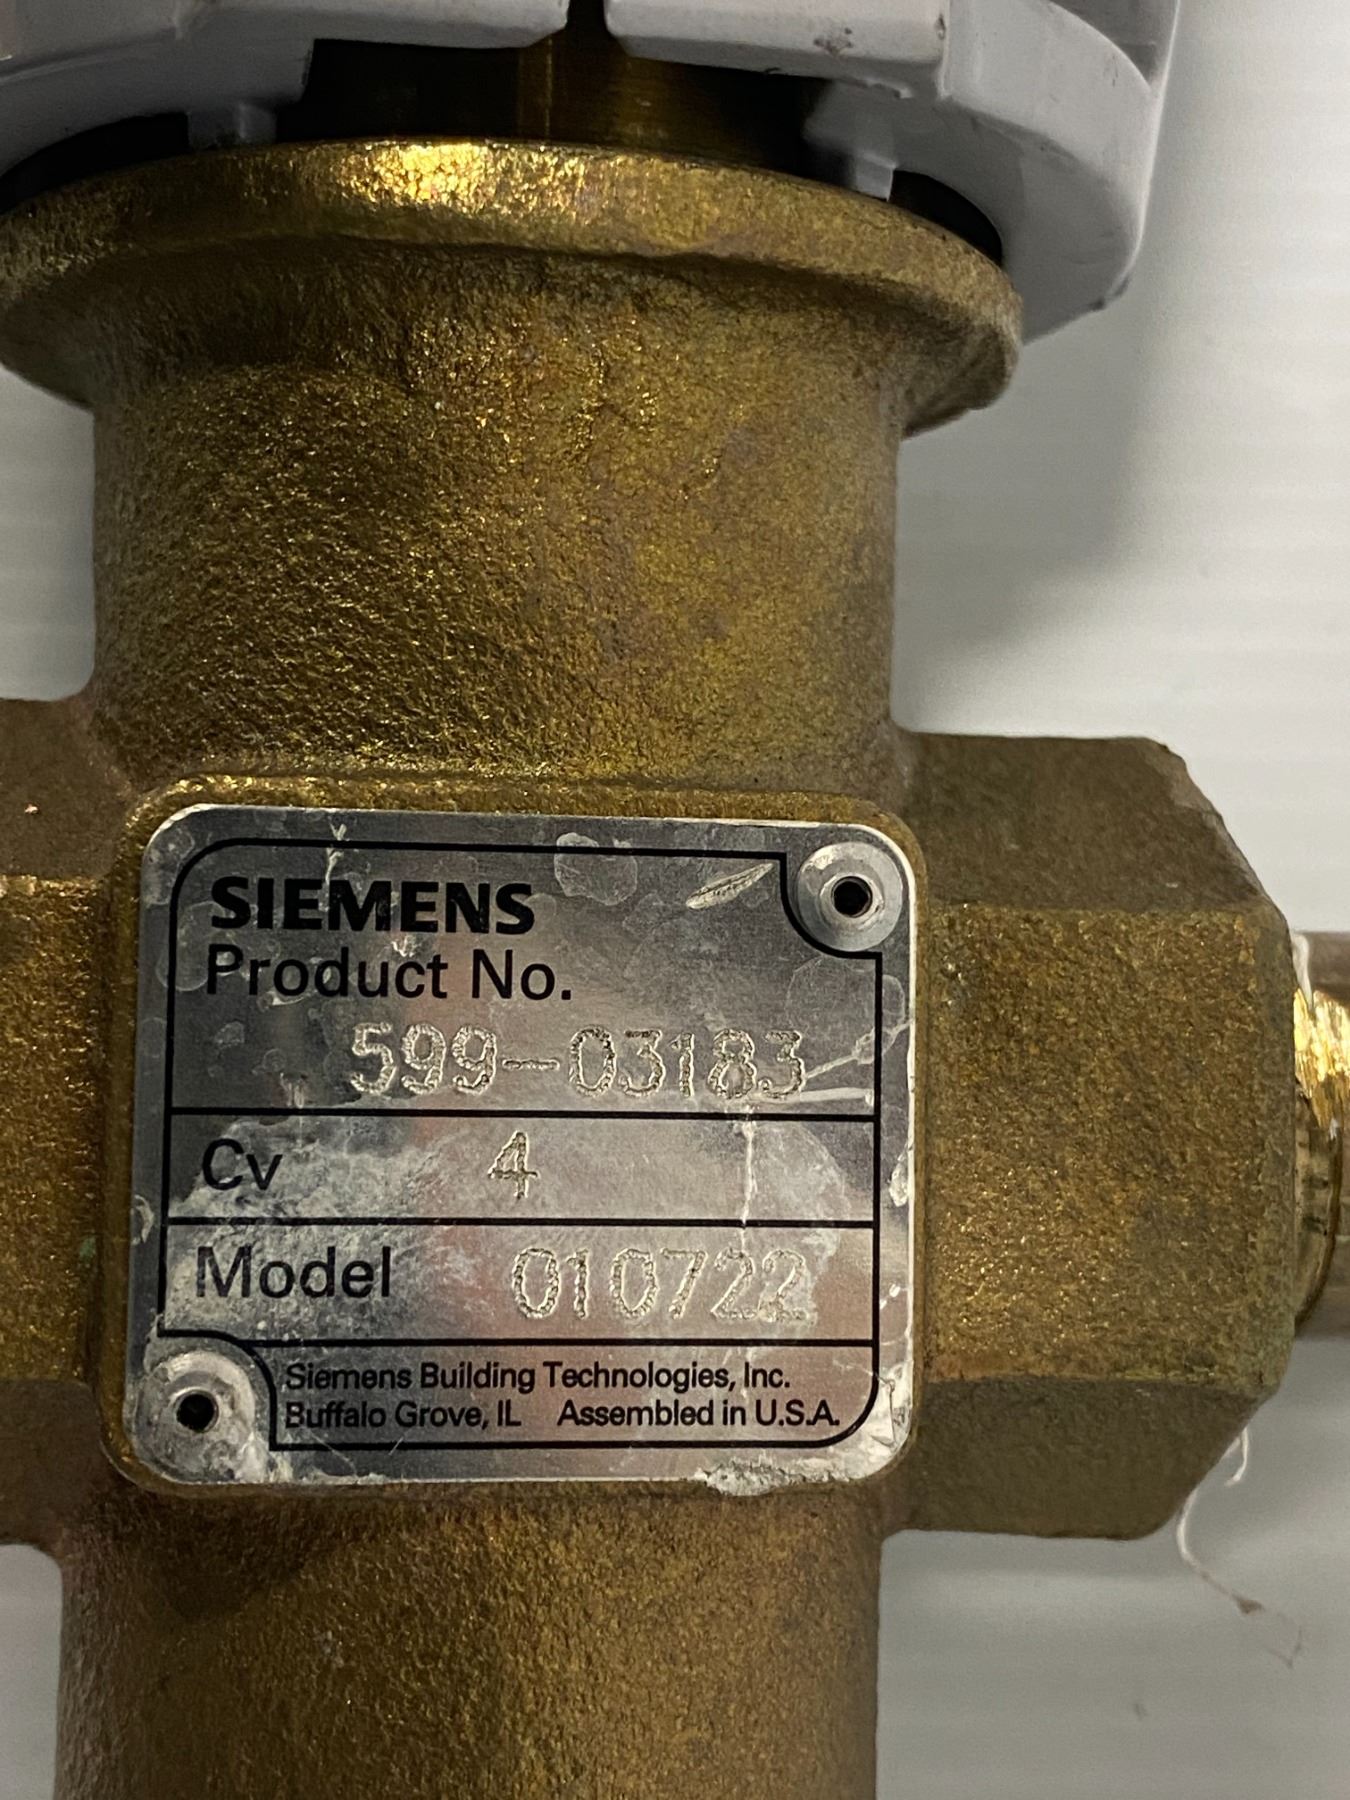 SIEMENS
Product No.
599-03183
Cv 4
Model 010722
Siemens Building Technologies, Inc.
Buffalo Grove, IL Assembled in U.S.A.